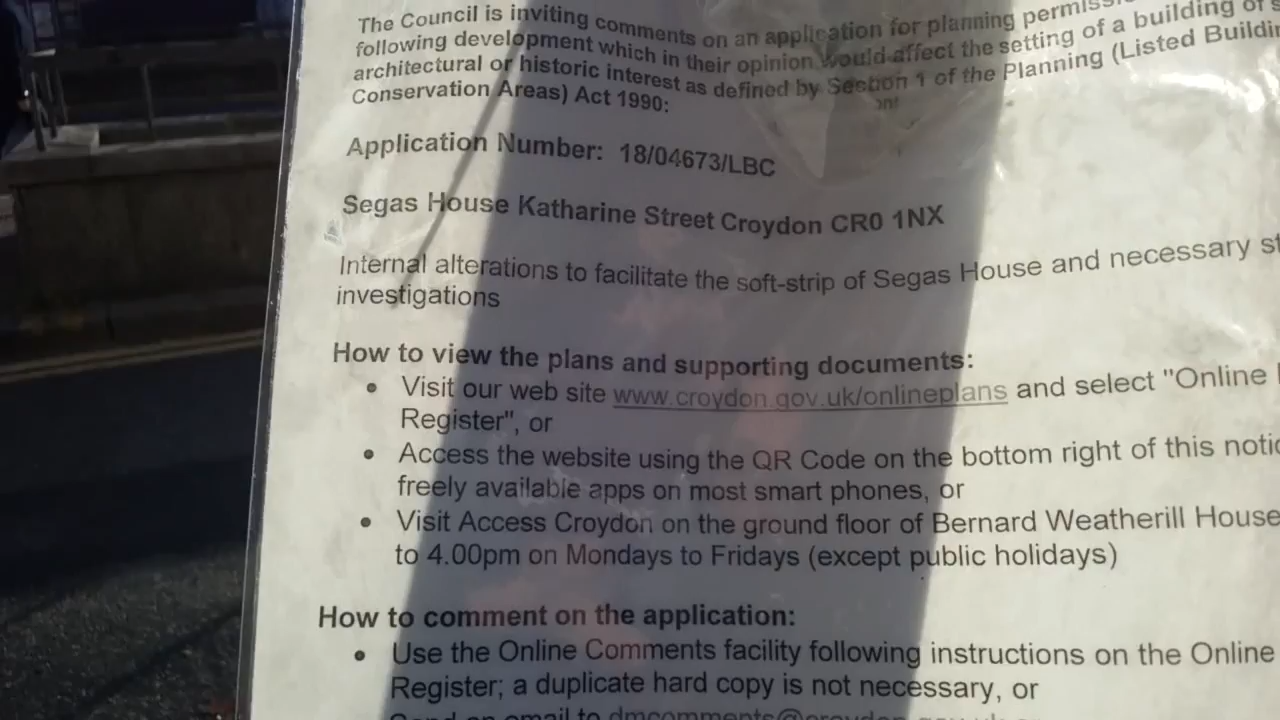 The Council is inviting comments on an application for planning
following development which in their opinion would affect the setting of a building of
architectural or historic interest as defined by Section 1 of the Planning (Listed
Conservation Areas) Act 1990:
Application Number: 18/04673/LBC
Segas House Katharine Street Croydon CR0 1NX
Internal alterations to facilitate the soft-strip of Segas House and necessary
investigations
How to view the plans and supporting documents:
• Visit our web site www.croydon.gov.uk/onlineplans and select "Online
Register", or
• Access the website using the QR Code on the bottom right of this
freely available apps on most smart phones, or
• Visit Access Croydon on the ground floor of Bernard Weatherill House
to 4.00pm on Mondays to Fridays (except public holidays)
How to comment on the application:
• Use the Online Comments facility following instructions on the Online
Register; a duplicate hard copy is not necessary, or